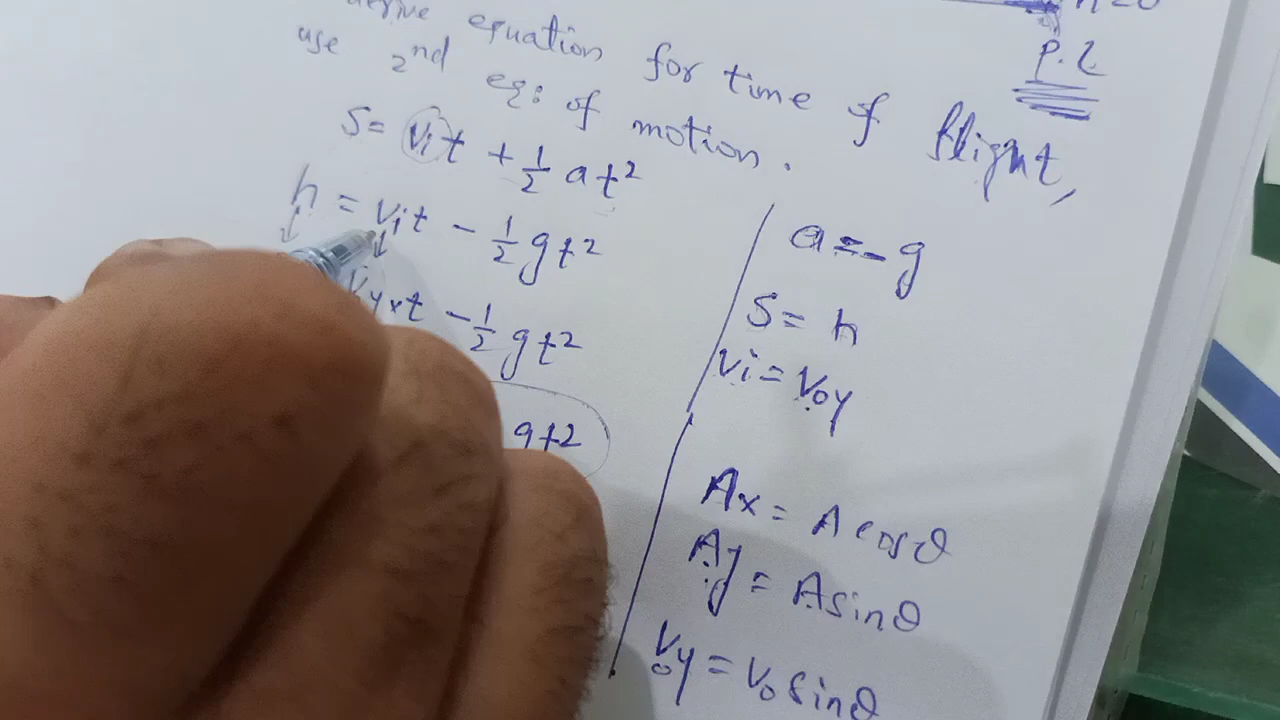 derive equation for time of flight,
use 2nd eq: of motion.
P.2
S= Vit + 1/2 at²
h = Vit - 1/2 gt²
Vy×t - 1/2 gt²
gt2
a = -g
S = h
Vi = Voy
Ax = A cosθ
Ay = A sinθ
Voy = Vo sinθ